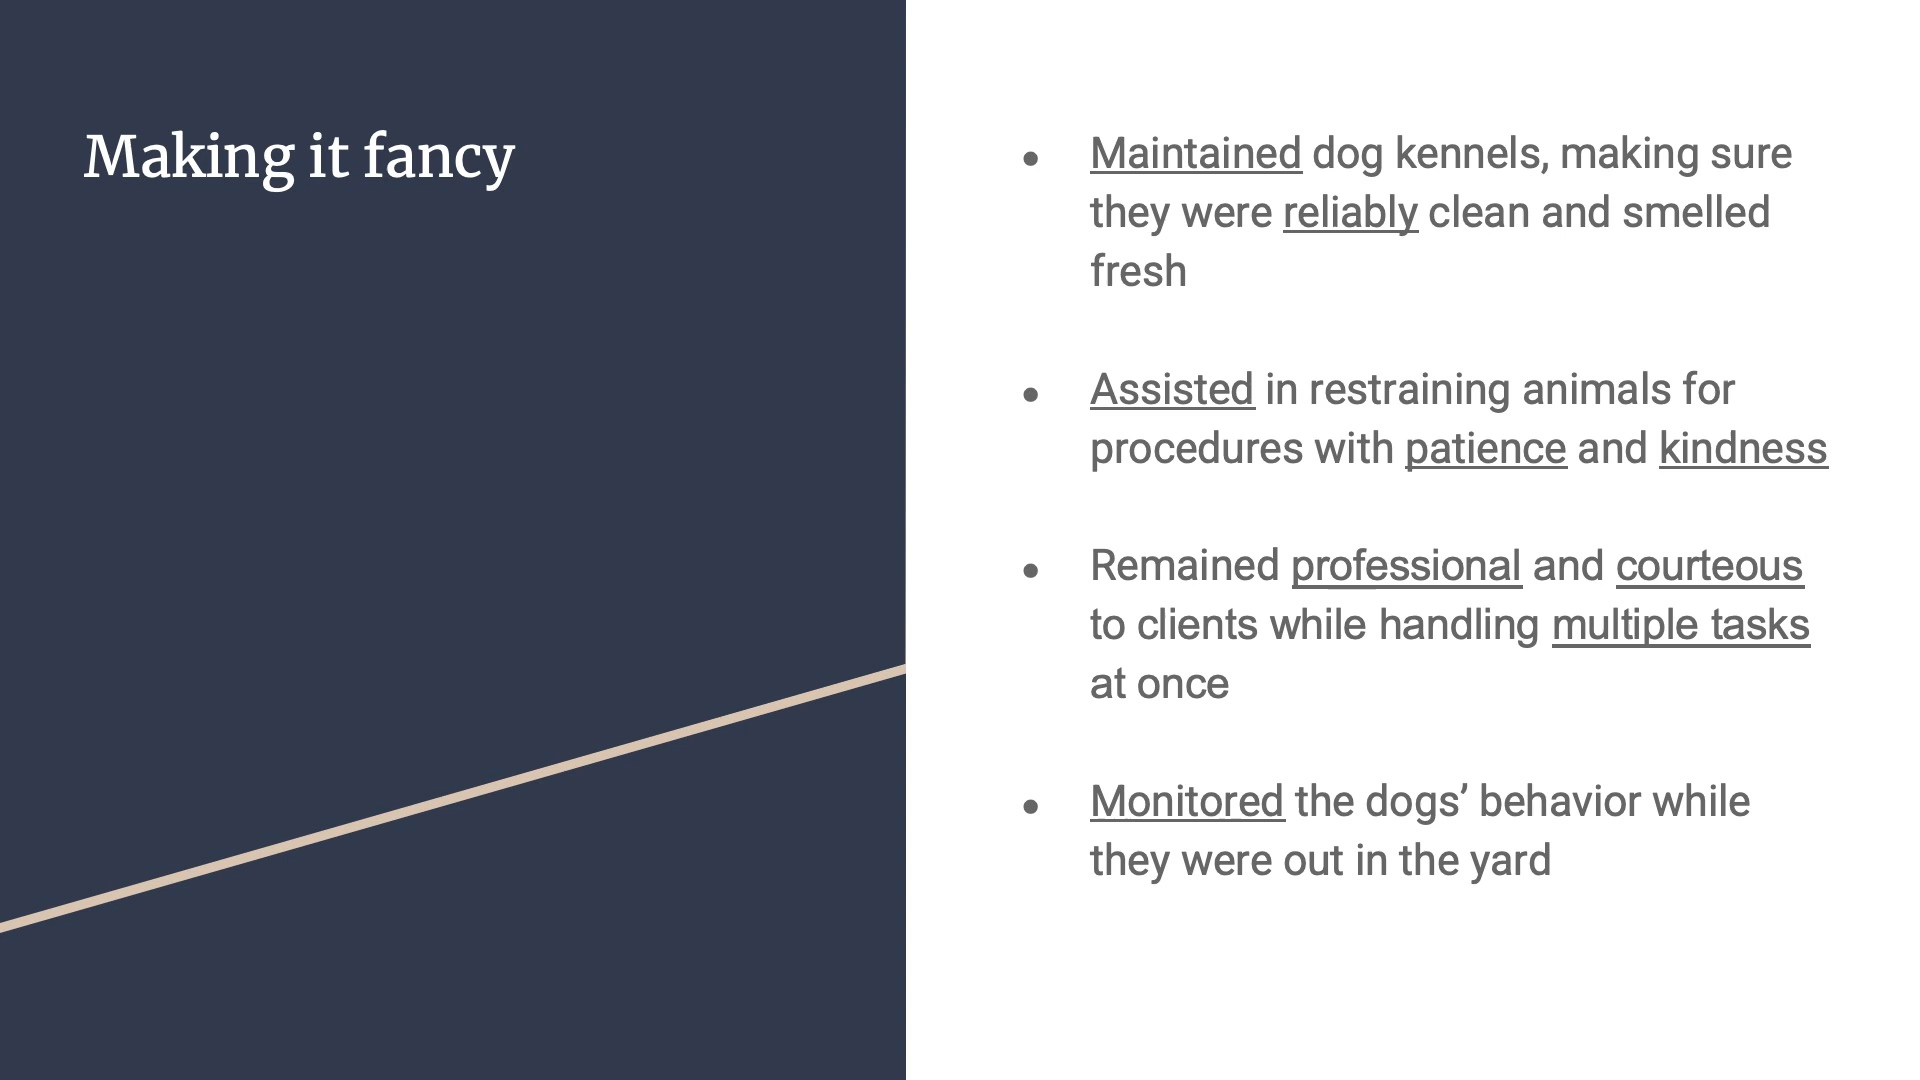 Making it fancy
● Maintained dog kennels, making sure
they were reliably clean and smelled
fresh
● Assisted in restraining animals for
procedures with patience and kindness
● Remained professional and courteous
to clients while handling multiple tasks
at once
● Monitored the dogs’ behavior while
they were out in the yard